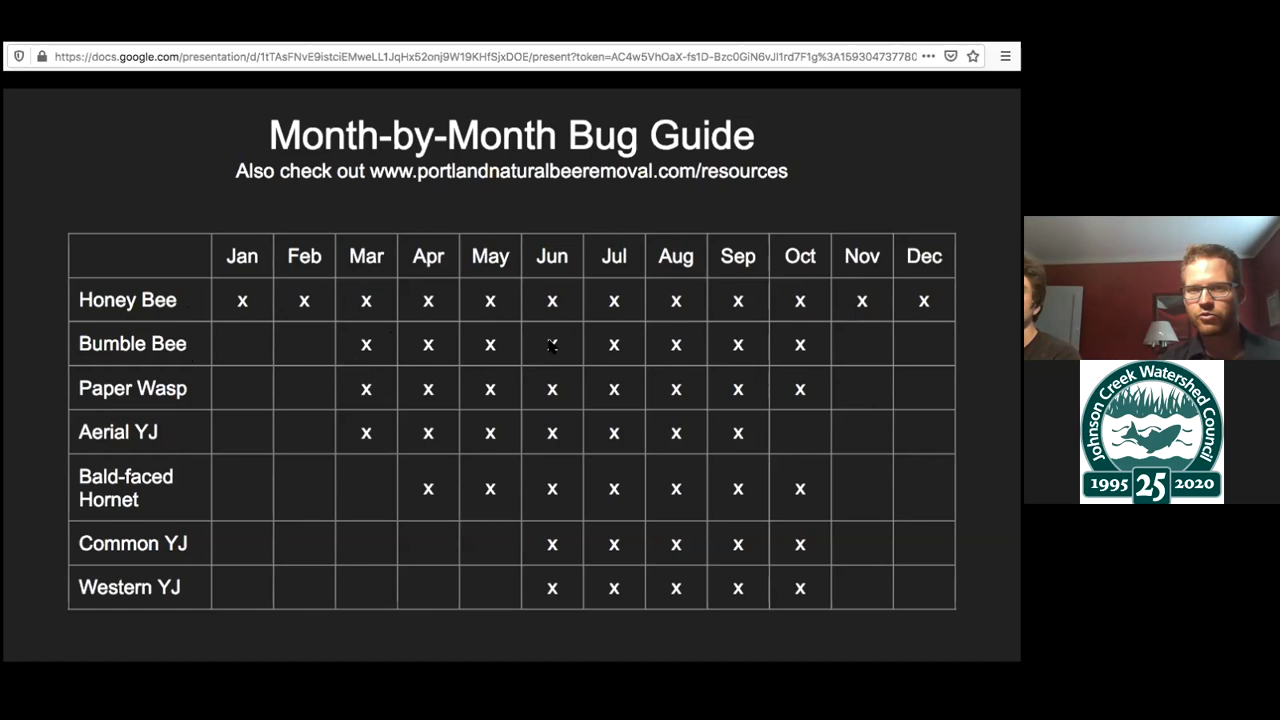 https://docs.google.com/presentation/d/1tTAsFNvE9istciEMweLL1JqHx52onj9W19KHfSjxDOE/present?token=AC4w5VhOaX-fs1D-Bzc0GiN6vJl1rd7F1g%3A159304737780
Month-by-Month Bug Guide
Also check out www.portlandnaturalbeeremoval.com/resources
Jan Feb Mar Apr May Jun Jul Aug Sep Oct Nov Dec
Honey Bee x x x x x x x x x x x x
Bumble Bee x x x x x x x x
Paper Wasp x x x x x x x x
Aerial YJ x x x x x x x
Bald-faced
Hornet x x x x x x x
Common YJ x x x x x
Western YJ x x x x x
Johnson Creek Watershed Council
1995 25 2020